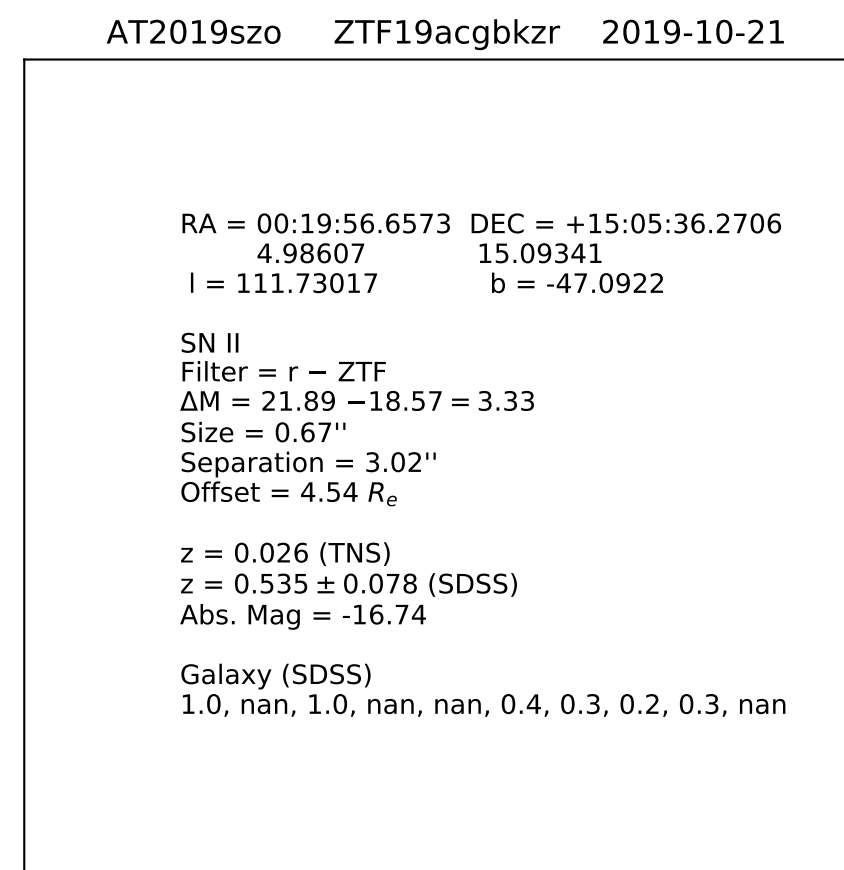 AT2019szo ZTF19acgbkzr 2019-10-21
RA = 00:19:56.6573 DEC = +15:05:36.2706
4.98607 15.09341
l = 111.73017 b = -47.0922
SN II
Filter = r − ZTF
ΔM = 21.89 −18.57 = 3.33
Size = 0.67''
Separation = 3.02''
Offset = 4.54 Rₑ
z = 0.026 (TNS)
z = 0.535 ± 0.078 (SDSS)
Abs. Mag = -16.74
Galaxy (SDSS)
1.0, nan, 1.0, nan, nan, 0.4, 0.3, 0.2, 0.3, nan